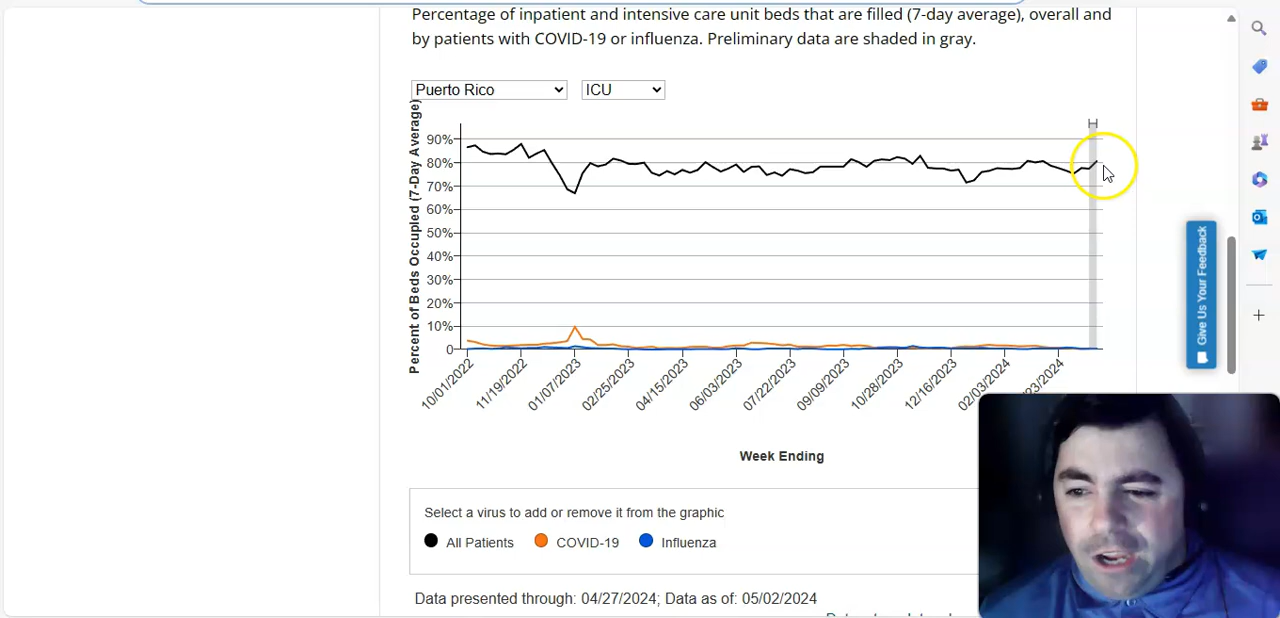 Percentage of inpatient and intensive care unit beds that are filled (7-day average), overall and
by patients with COVID-19 or influenza. Preliminary data are shaded in gray.
Puerto Rico
ICU
Percent of Beds Occupied (7-Day Average)
90%
80%
70%
60%
50%
40%
30%
20%
10%
0
10/01/2022
11/19/2022
01/07/2023
02/25/2023
04/15/2023
06/03/2023
07/22/2023
09/09/2023
10/28/2023
12/16/2023
02/03/2024
23/2024
Week Ending
Give Us Your Feedback
Select a virus to add or remove it from the graphic
All Patients
COVID-19
Influenza
Data presented through: 04/27/2024; Data as of: 05/02/2024